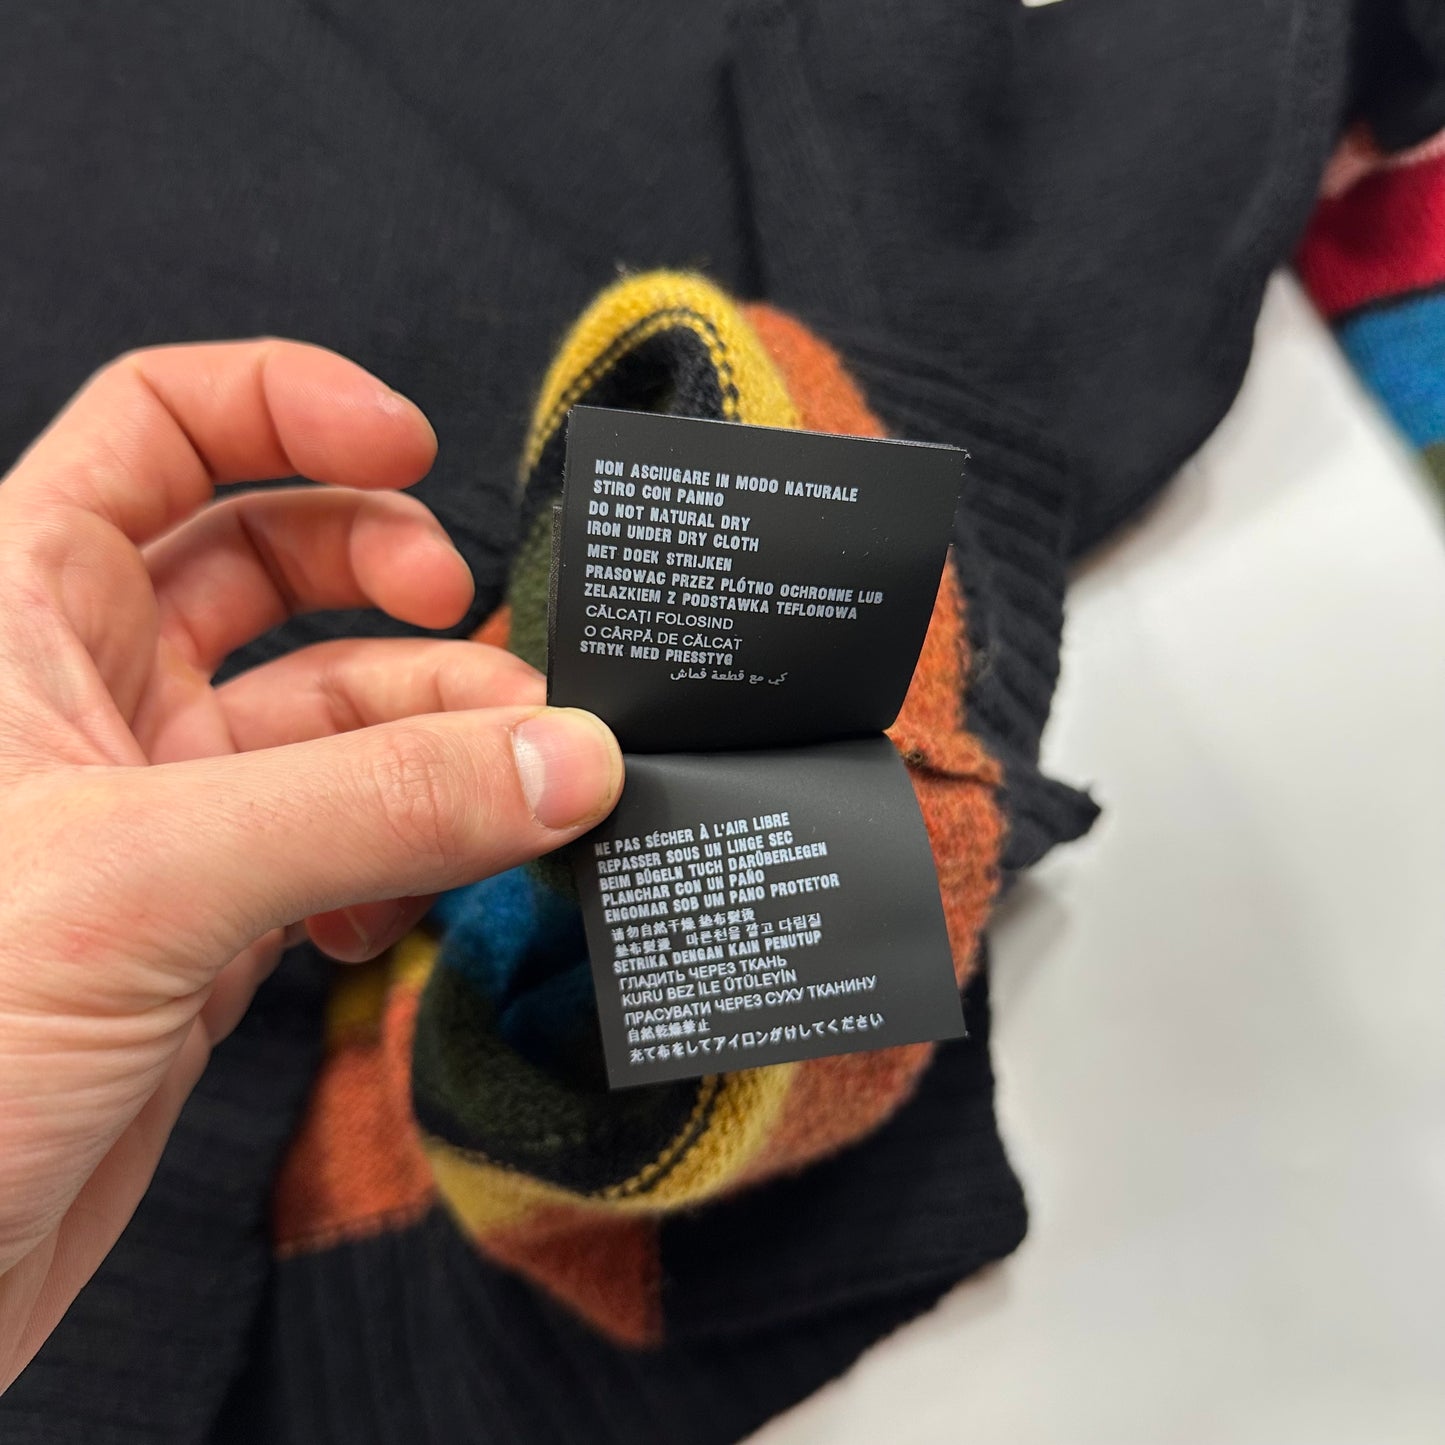 NON ASCIUGARE IN MODO NATURALE
STIRO CON PANNO
DO NOT NATURAL DRY
IRON UNDER DRY CLOTH
MET DOEK STRIJKEN
PRASOWAC PRZEZ PLÓTNO OCHRONNE LUB
ZELAZKIEM Z PODSTAWKA TEFLONOWA
CĂLCAȚI FOLOSIND
O CÂRPĂ DE CĂLCAT
STRYK MED PRESSTYG
كي مع قطعة قماش
NE PAS SÉCHER À L'AIR LIBRE
REPASSER SOUS UN LINGE SEC
BEIM BÜGELN TUCH DARÜBERLEGEN
PLANCHAR CON UN PAÑO
ENGOMAR SOB UM PANO PROTETOR
请勿自然干燥 垫布熨烫
墊布熨燙 마른천을 깔고 다림질
SETRIKA DENGAN KAIN PENUTUP
ГЛАДИТЬ ЧЕРЕЗ ТКАНЬ
KURU BEZ İLE ÜTÜLEYİN
ПРАСУВАТИ ЧЕРЕЗ СУХУ ТКАНИНУ
自然乾燥禁止
充て布をしてアイロンがけしてください